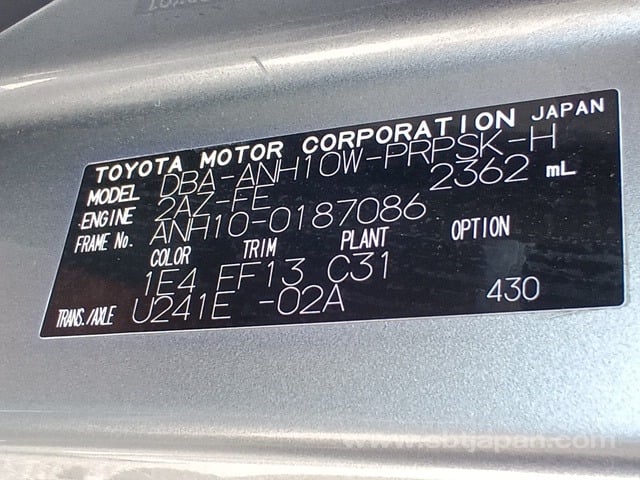 TOYOTA MOTOR CORPORATION JAPAN
MODEL DBA-ANH10W-PRPSK-H
ENGINE 2AZ-FE 2362 mL
FRAME No. ANH10-0187086
COLOR TRIM PLANT OPTION
1E4 EF13 C31
TRANS./AXLE U241E -02A 430
www.sbtjapan.com